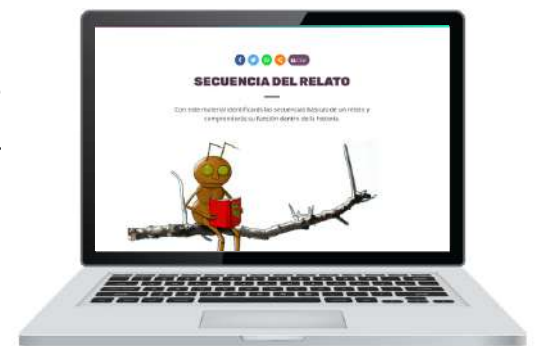 SECUENCIA DEL RELATO
Con este material identificarás las secuencias básicas de un relato y
comprenderás su función dentro de la historia.